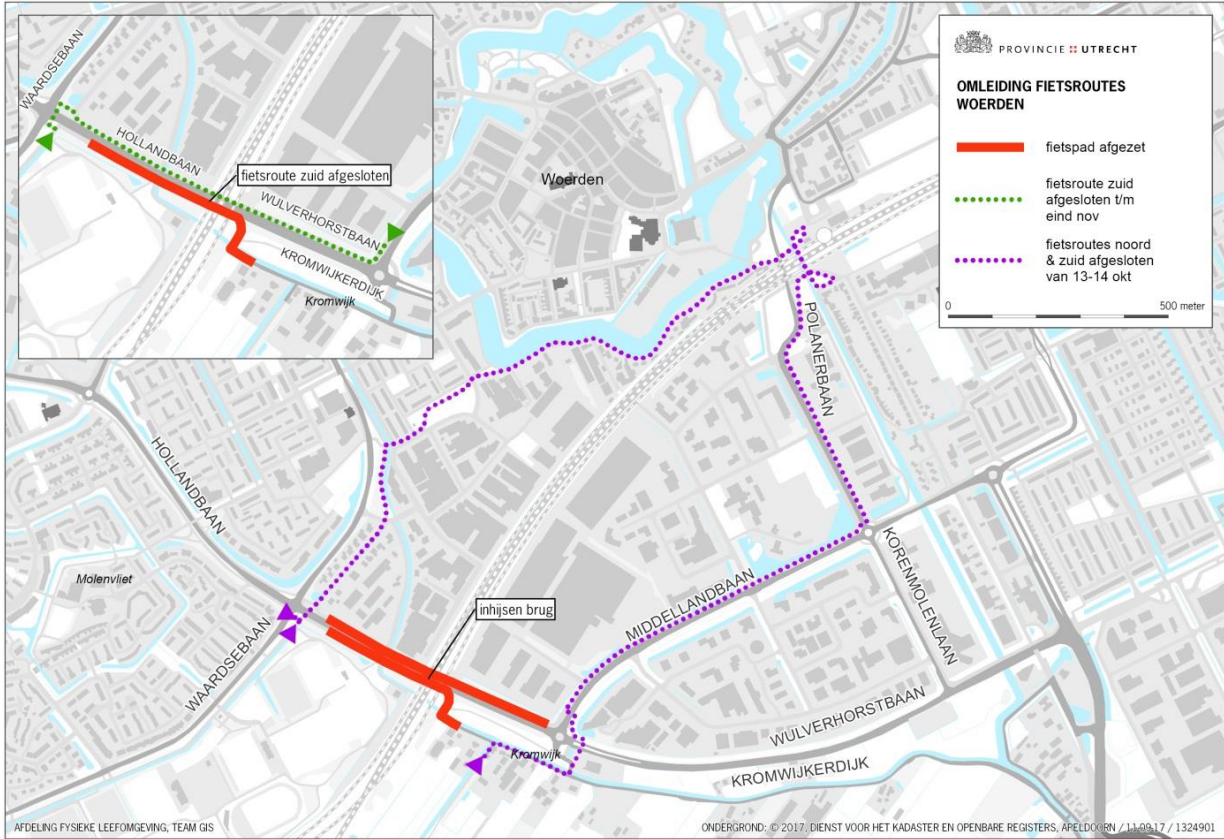 WAARDSEBAAN
HOLLANDBAAN
fietsroute zuid afgesloten
WULVERHORSTBAAN
KROMWIJKERDIJK
Kromwijk
Woerden
PROVINCIE UTRECHT
OMLEIDING FIETSROUTES
WOERDEN
fietspad afgezet
fietsroute zuid
afgesloten t/m
eind nov
fietsroutes noord
& zuid afgesloten
van 13-14 okt
0
500 meter
POLANERBAAN
HOLLANDBAAN
Molenvliet
WAARDSEBAAN
inhijsen brug
MIDDELLANDBAAN
KORENMOLENLAAN
WULVERHORSTBAAN
Kromwijk
KROMWIJKERDIJK
AFDELING FYSIEKE LEEFOMGEVING, TEAM GIS
ONDERGROND: © 2017, DIENST VOOR HET KADASTER EN OPENBARE REGISTERS, APELDOORN / 11-09-17 / 1324901